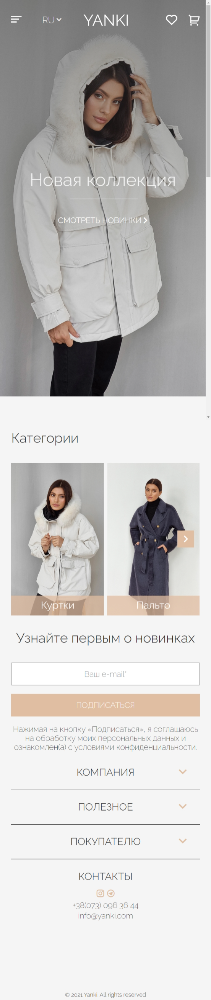 RU
YANKI
Новая коллекция
СМОТРЕТЬ НОВИНКИ
Категории
Куртки
Пальто
Узнайте первым о новинках
Ваш e-mail*
ПОДПИСАТЬСЯ
Нажимая на кнопку «Подписаться», я соглашаюсь
на обработку моих персональных данных и
ознакомлен(а) с условиями конфиденциальности.
КОМПАНИЯ
ПОЛЕЗНОЕ
ПОКУПАТЕЛЮ
КОНТАКТЫ
+38(073) 096 36 44
info@yanki.com
© 2021 Yanki. All rights reserved